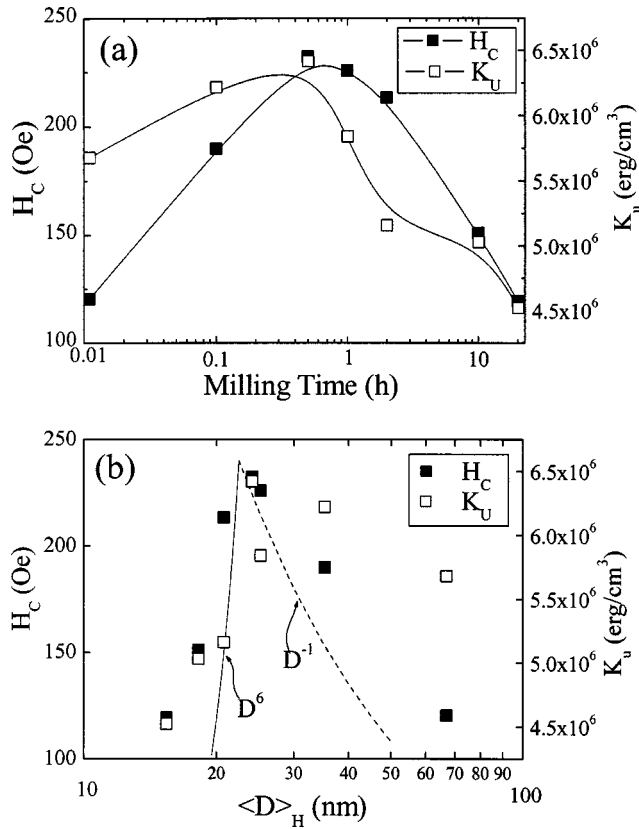 (a)
H_C
K_U
250
200
150
100
H_C (Oe)
6.5x10^6
6.0x10^6
5.5x10^6
5.0x10^6
4.5x10^6
K_u (erg/cm^3)
0.01 0.1 1 10
Milling Time (h)
(b)
H_C
K_U
250
200
150
100
H_C (Oe)
6.5x10^6
6.0x10^6
5.5x10^6
5.0x10^6
4.5x10^6
K_u (erg/cm^3)
D^-1
D^6
10 20 30 40 50 60 70 80 90 100
<D>_H (nm)